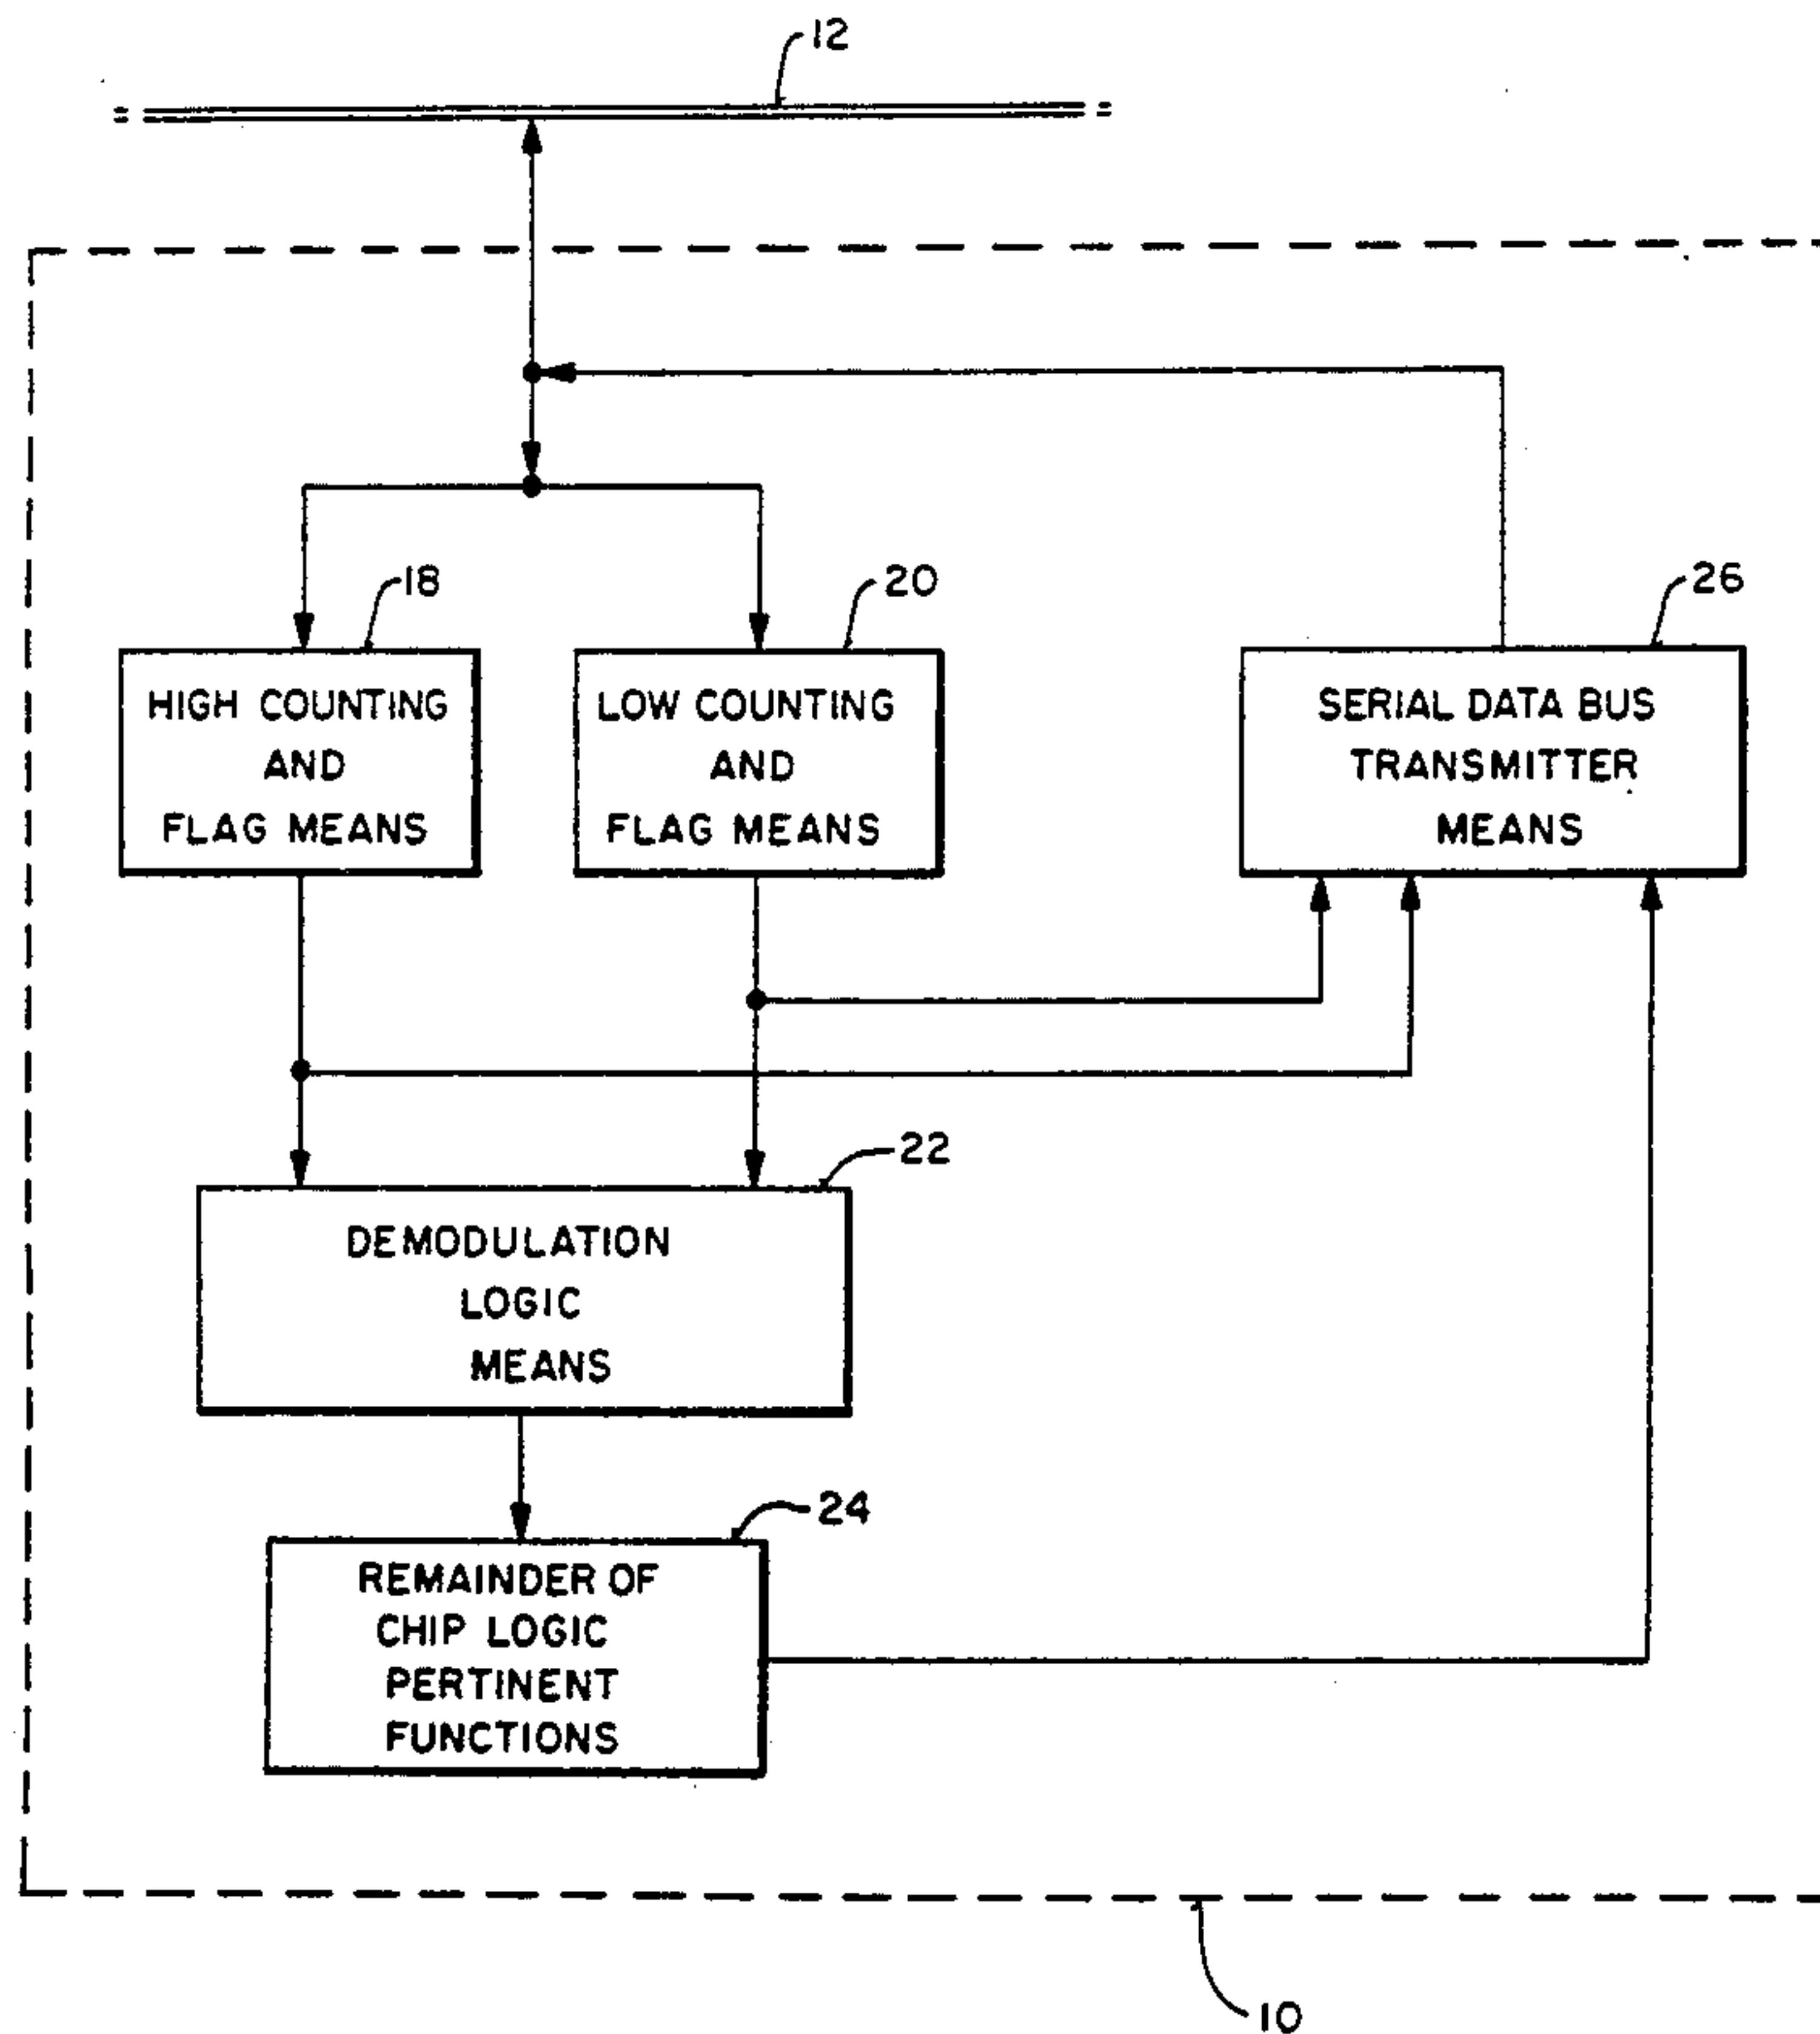 12
18
20
26
HIGH COUNTING
AND
FLAG MEANS
LOW COUNTING
AND
FLAG MEANS
SERIAL DATA BUS
TRANSMITTER
MEANS
22
DEMODULATION
LOGIC
MEANS
24
REMAINDER OF
CHIP LOGIC
PERTINENT
FUNCTIONS
10